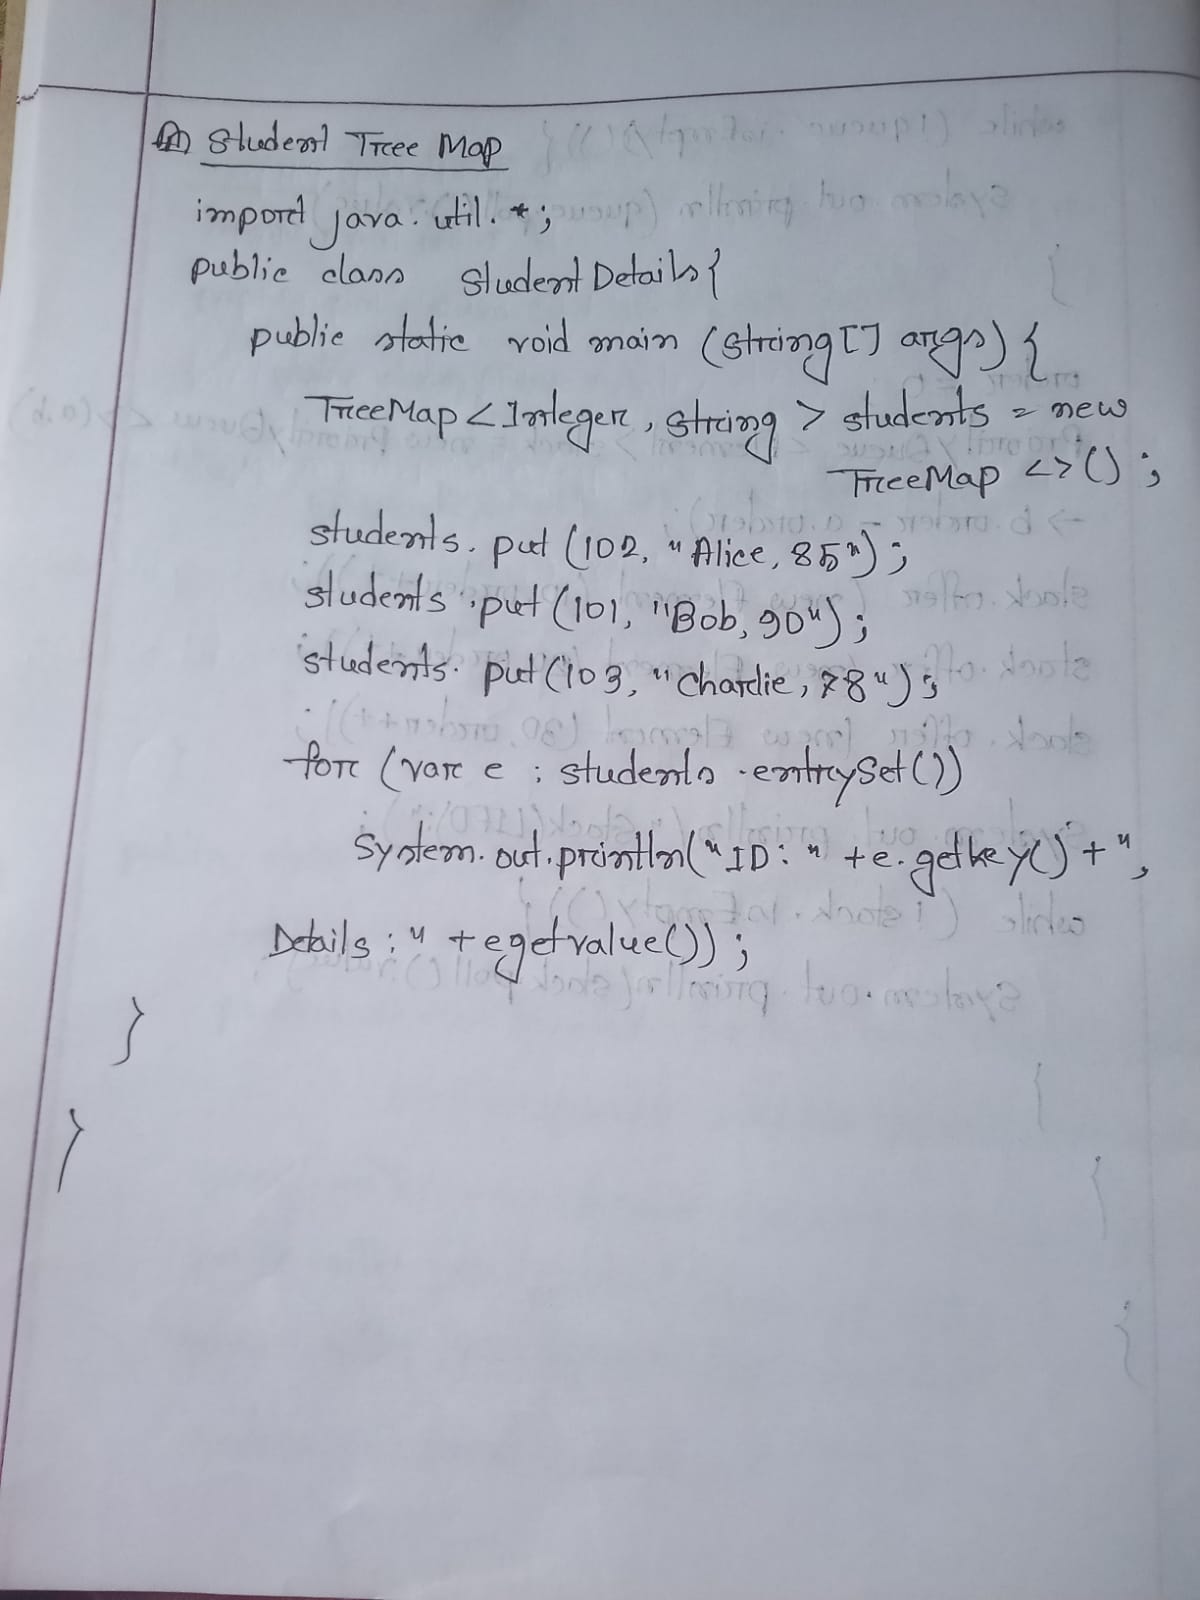 Student Tree Map
import java.util.*;
public class StudentDetails{
public static void main (String[] args) {
TreeMap<Integer, String> students = new
TreeMap <>();
students.put (102, "Alice, 85");
students.put (101, "Bob, 90");
students.put (103, "Charlie, 78");
for (var e : students.entrySet())
System.out.println("ID: " +e.getkey()+",
Details:" +egetvalue());
}
}